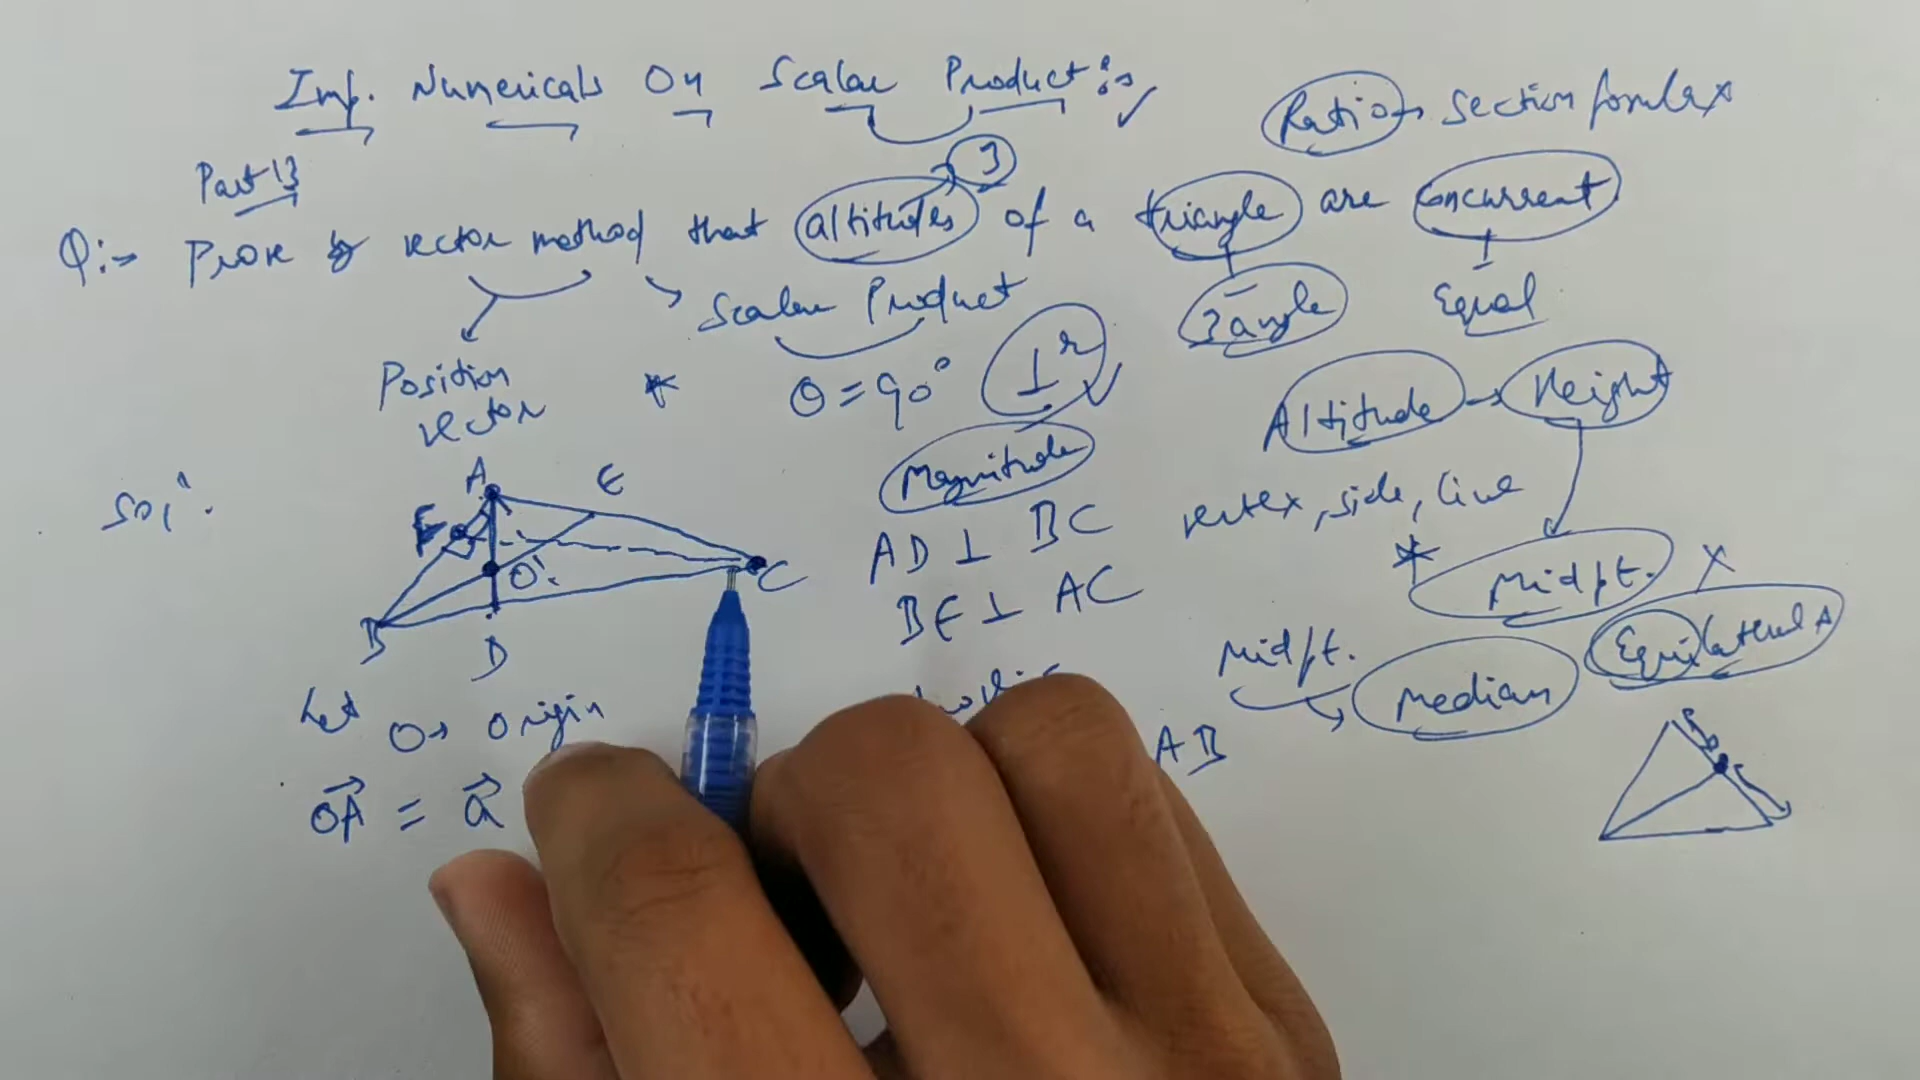 Imp. Numericals On Scalar Product :→
Ratio → Section formula x
Part 13
3
Q:→ Prove by vector method that altitudes of a triangle are concurrent
Scalar Product
3 angle
Equal
Position vector
* θ = 90° ⊥r
Altitude → Height
Magnitude
Sol:
A
E
F
O
B
D
C
AD ⊥ BC
vertex, side, line
BE ⊥ AC
* Mid pt. x
Equilateral Δ
Mid pt.
Median
Let O → origin
AB
OA = a